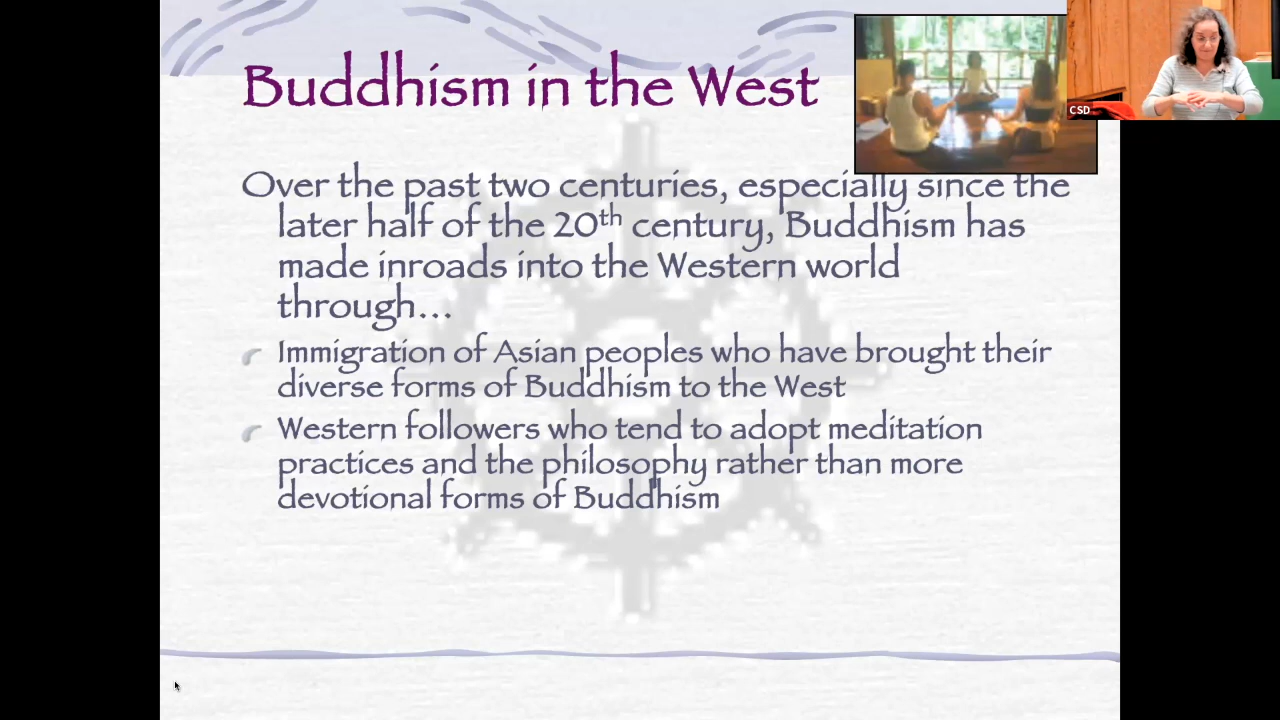 Buddhism in the West
CSD
Over the past two centuries, especially since the
later half of the 20th century, Buddhism has
made inroads into the Western world
through...
Immigration of Asian peoples who have brought their
diverse forms of Buddhism to the West
Western followers who tend to adopt meditation
practices and the philosophy rather than more
devotional forms of Buddhism